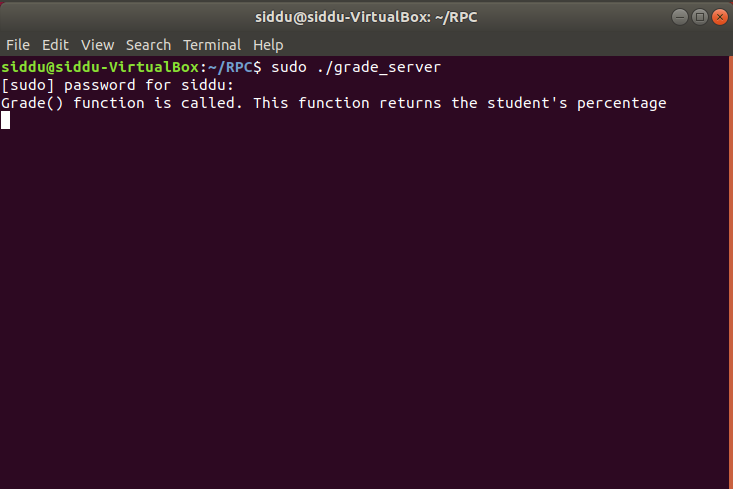 siddu@siddu-VirtualBox: ~/RPC
File Edit View Search Terminal Help
siddu@siddu-VirtualBox:~/RPC$ sudo ./grade_server
[sudo] password for siddu:
Grade() function is called. This function returns the student's percentage